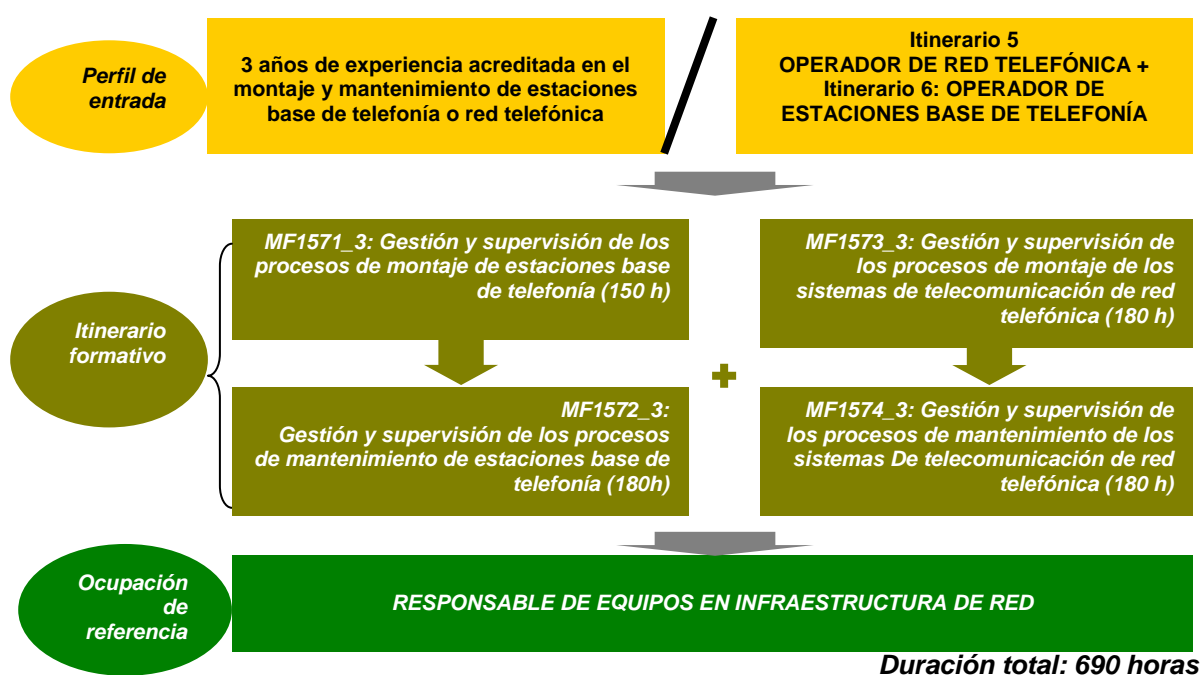 Perfil de
entrada
3 años de experiencia acreditada en el
montaje y mantenimiento de estaciones
base de telefonía o red telefónica
Itinerario 5
OPERADOR DE RED TELEFÓNICA +
Itinerario 6: OPERADOR DE
ESTACIONES BASE DE TELEFONÍA
Itinerario
formativo
MF1571_3: Gestión y supervisión de los
procesos de montaje de estaciones base
de telefonía (150 h)
MF1573_3: Gestión y supervisión de
los procesos de montaje de los
sistemas de telecomunicación de red
telefónica (180 h)
MF1572_3:
Gestión y supervisión de los procesos
de mantenimiento de estaciones base de
telefonía (180h)
MF1574_3: Gestión y supervisión de
los procesos de mantenimiento de los
sistemas De telecomunicación de red
telefónica (180 h)
Ocupación
de
referencia
RESPONSABLE DE EQUIPOS EN INFRAESTRUCTURA DE RED
Duración total: 690 horas